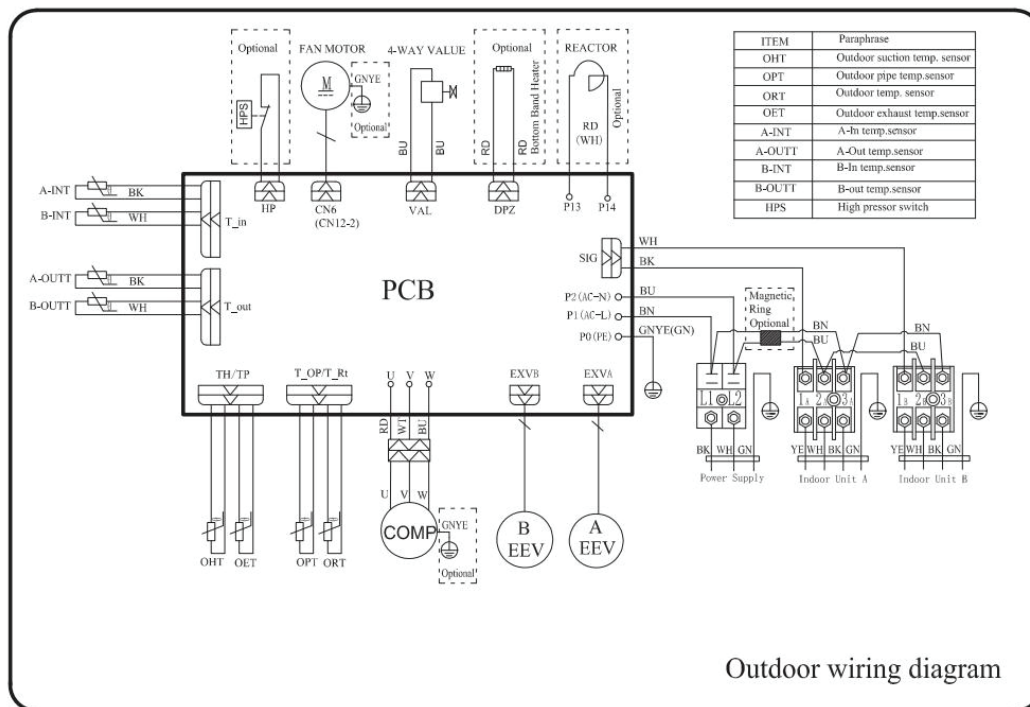 Optional
FAN MOTOR
4-WAY VALUE
Optional
REACTOR
GNYE
M
HPS
Optional
BU
BU
RD
RD
Bottom Band Heater
RD
(WH)
Optional
ITEM Paraphrase
OHT Outdoor suction temp. sensor
OPT Outdoor pipe temp.sensor
ORT Outdoor temp. sensor
OET Outdoor exhaust temp.sensor
A-INT A-In temp.sensor
A-OUTT A-Out temp.sensor
B-INT B-In temp.sensor
B-OUTT B-out temp.sensor
HPS High pressor switch
A-INT
BK
B-INT
WH
T_in
A-OUTT
BK
B-OUTT
WH
T_out
HP
CN6
(CN12-2)
VAL
DPZ
P13
P14
PCB
SIG
WH
BK
P2(AC-N)
BU
P1(AC-L)
BN
P0(PE)
GNYE(GN)
Magnetic
Ring
Optional
BN
BU
BN
TH/TP
T_OP/T_Rt
U
V
W
EXVB
EXVA
RD
WT
BU
U
V
W
COMP
GNYE
Optional
B
EEV
A
EEV
OHT
OET
OPT
ORT
L1
L2
1A
2A
3A
1B
2B
3B
BK WH GN
YE WH BK GN
YE WH BK GN
Power Supply
Indoor Unit A
Indoor Unit B
Outdoor wiring diagram